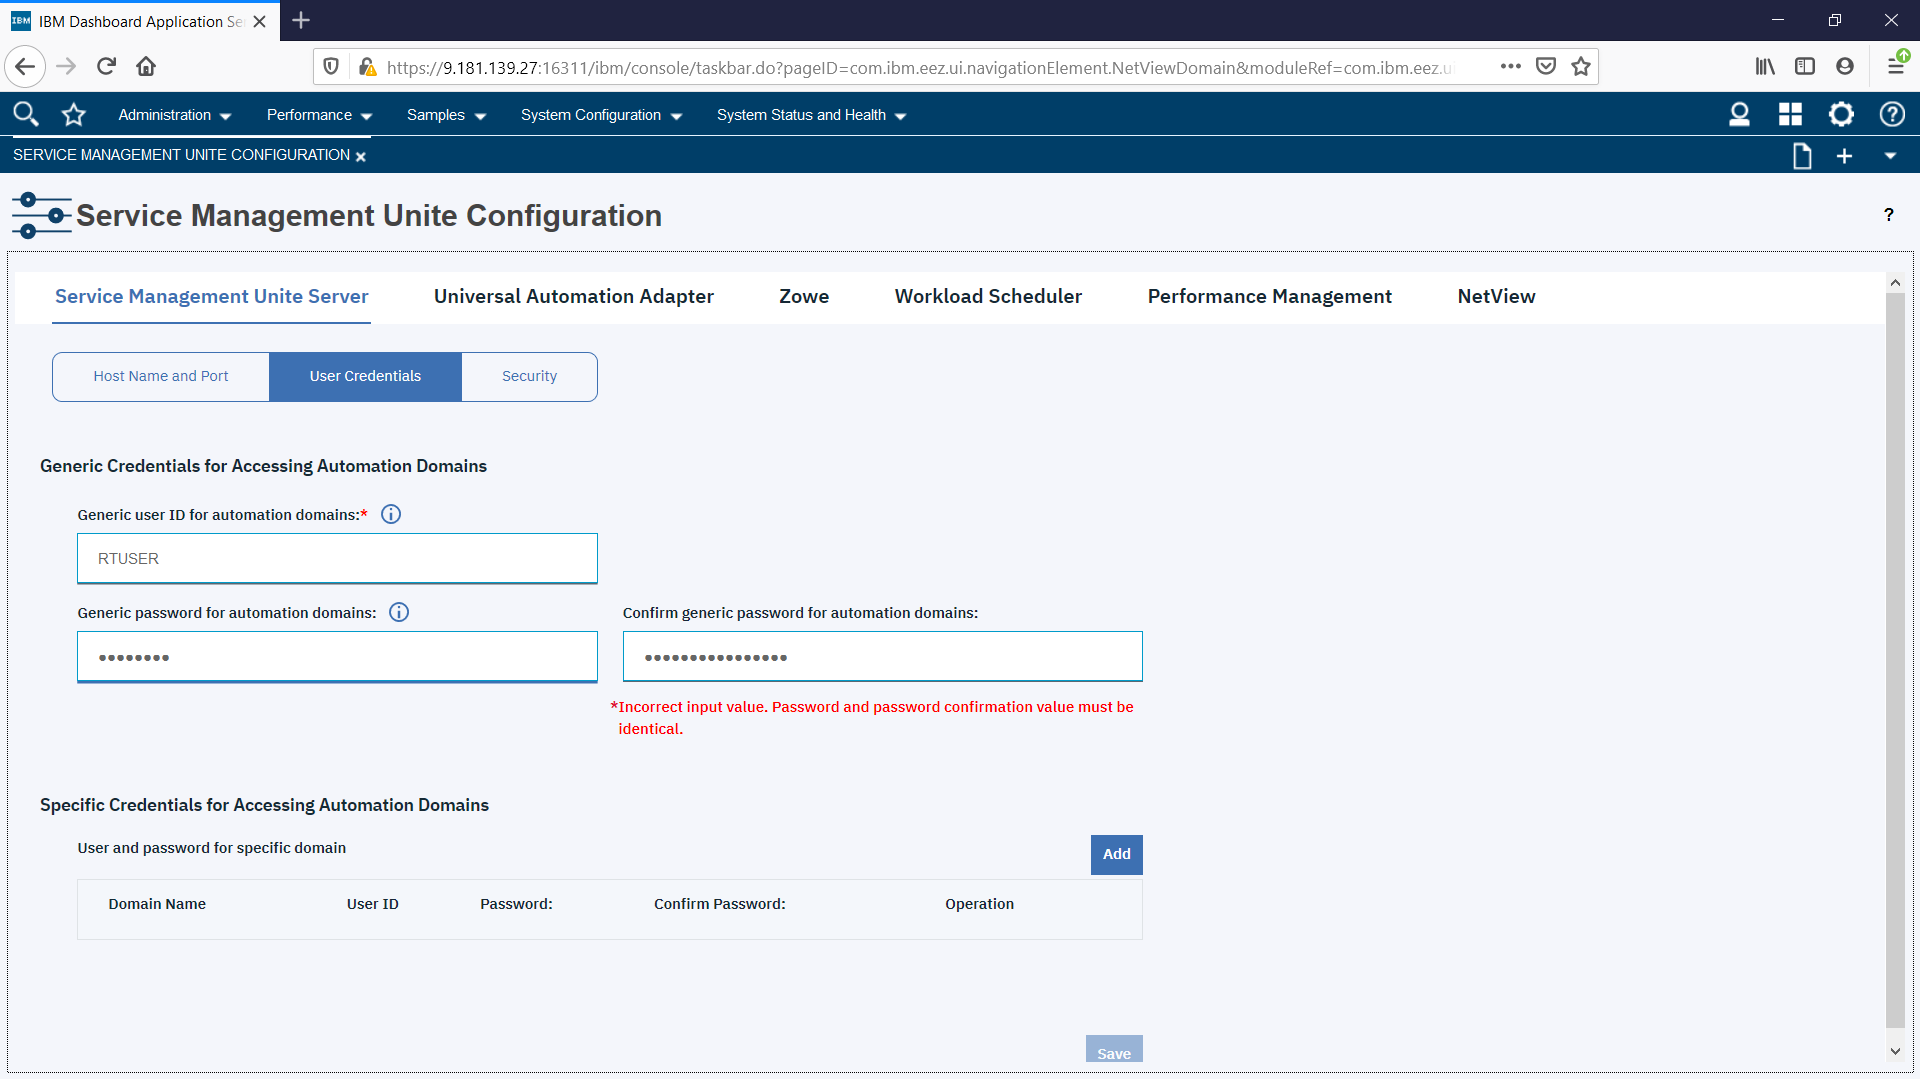 IBM
IBM Dashboard Application Se
https://9.181.139.27:16311/ibm/console/taskbar.do?pageID=com.ibm.eez.ui.navigationElement.NetViewDomain&moduleRef=com.ibm.eez.u
Administration Performance Samples System Configuration System Status and Health
SERVICE MANAGEMENT UNITE CONFIGURATION
Service Management Unite Configuration ?
Service Management Unite Server Universal Automation Adapter Zowe Workload Scheduler Performance Management NetView
Host Name and Port User Credentials Security
Generic Credentials for Accessing Automation Domains
Generic user ID for automation domains:*
RTUSER
Generic password for automation domains: Confirm generic password for automation domains:
•••••••• ••••••••••••••••
*Incorrect input value. Password and password confirmation value must be
identical.
Specific Credentials for Accessing Automation Domains
User and password for specific domain Add
Domain Name User ID Password: Confirm Password: Operation
Save